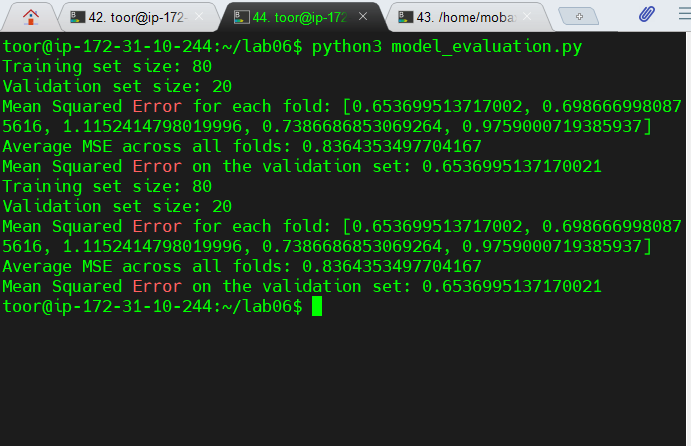 42. toor@ip-172-
44. toor@ip-172
43. /home/moba
toor@ip-172-31-10-244:~/lab06$ python3 model_evaluation.py
Training set size: 80
Validation set size: 20
Mean Squared Error for each fold: [0.653699513717002, 0.698666998087
5616, 1.1152414798019996, 0.7386686853069264, 0.9759000719385937]
Average MSE across all folds: 0.8364353497704167
Mean Squared Error on the validation set: 0.6536995137170021
Training set size: 80
Validation set size: 20
Mean Squared Error for each fold: [0.653699513717002, 0.698666998087
5616, 1.1152414798019996, 0.7386686853069264, 0.9759000719385937]
Average MSE across all folds: 0.8364353497704167
Mean Squared Error on the validation set: 0.6536995137170021
toor@ip-172-31-10-244:~/lab06$